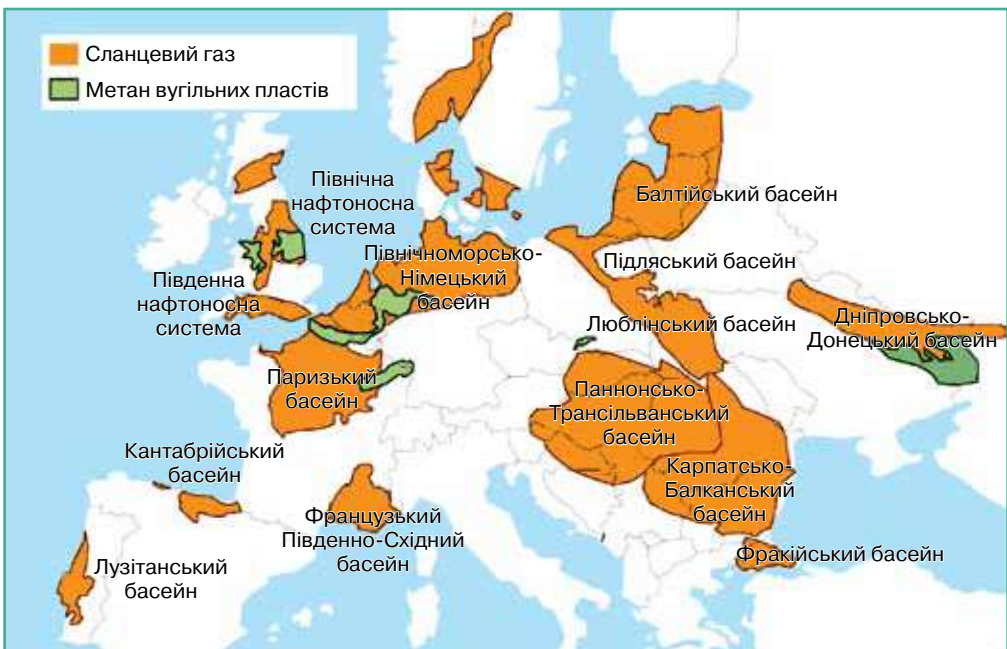 Сланцевий газ
Метан вугільних пластів
Північна
нафтоносна
система
Південна
нафтоносна
система
Північноморсько-
Німецький
басейн
Балтійський басейн
Підляський басейн
Люблінський басейн
Дніпровсько-
Донецький басейн
Паризький
басейн
Паннонсько-
Трансільванський
басейн
Кантабрійський
басейн
Карпатсько-
Балканський
басейн
Французький
Південно-Східний
басейн
Фракійський басейн
Лузітанський
басейн